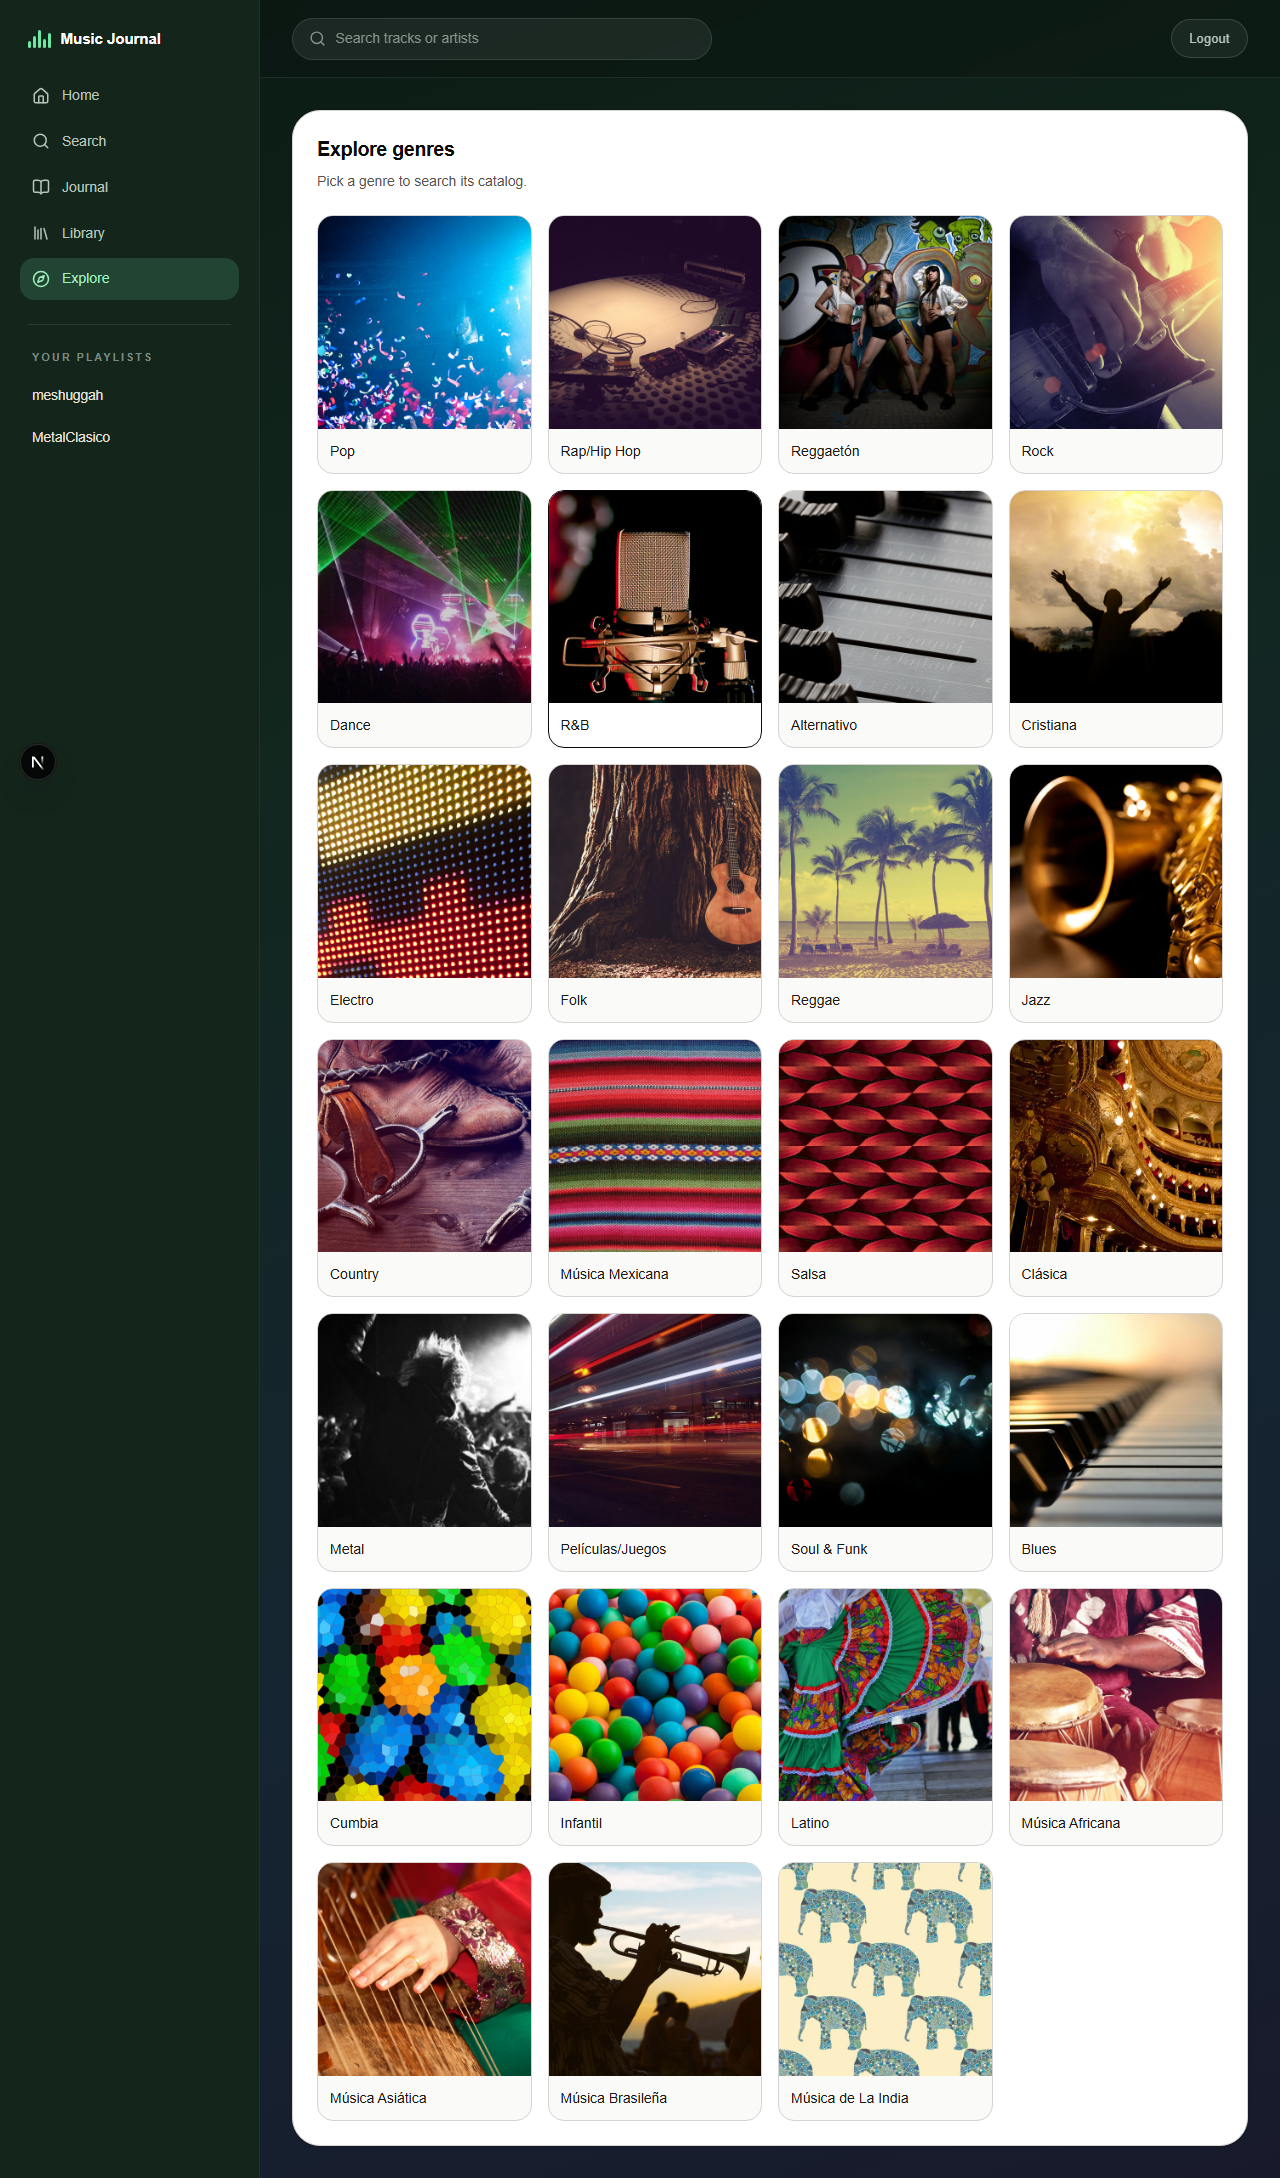 Music Journal
Search tracks or artists
Logout
Home
Search
Journal
Library
Explore
YOUR PLAYLISTS
meshuggah
MetalClasico
Explore genres
Pick a genre to search its catalog.
Pop
Rap/Hip Hop
Reggaetón
Rock
Dance
R&B
Alternativo
Cristiana
Electro
Folk
Reggae
Jazz
Country
Música Mexicana
Salsa
Clásica
Metal
Películas/Juegos
Soul & Funk
Blues
Cumbia
Infantil
Latino
Música Africana
Música Asiática
Música Brasileña
Música de La India